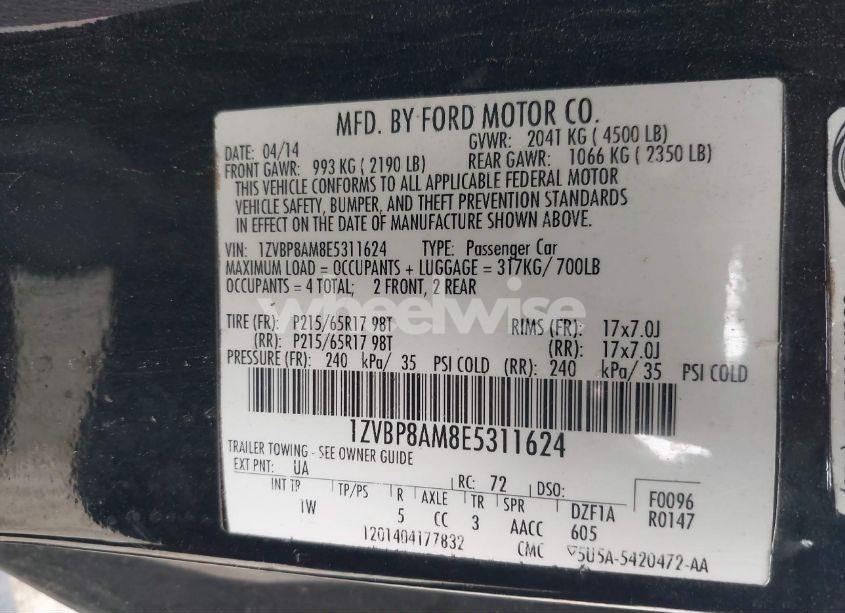 MFD. BY FORD MOTOR CO.
DATE: 04/14 GVWR: 2041 KG ( 4500 LB)
FRONT GAWR: 993 KG ( 2190 LB) REAR GAWR: 1066 KG ( 2350 LB)
THIS VEHICLE CONFORMS TO ALL APPLICABLE FEDERAL MOTOR
VEHICLE SAFETY, BUMPER, AND THEFT PREVENTION STANDARDS
IN EFFECT ON THE DATE OF MANUFACTURE SHOWN ABOVE.
VIN: 1ZVBP8AM8E5311624 TYPE: Passenger Car
MAXIMUM LOAD = OCCUPANTS + LUGGAGE = 317KG/ 700LB
OCCUPANTS = 4 TOTAL; 2 FRONT, 2 REAR
wheelwise
TIRE (FR): P215/65R17 98T RIMS (FR): 17x7.0J
(RR): P215/65R17 98T (RR): 17x7.0J
PRESSURE (FR): 240 kPa/ 35 PSI COLD (RR): 240 kPa/ 35 PSI COLD
1ZVBP8AM8E5311624
TRAILER TOWING - SEE OWNER GUIDE
EXT PNT: UA RC: 72 DSO: F0096
INT TR TP/PS R AXLE TR SPR DZF1A R0147
1W 5 CC 3 AACC 605
1201404177832 CMC ▽5U5A-5420472-AA